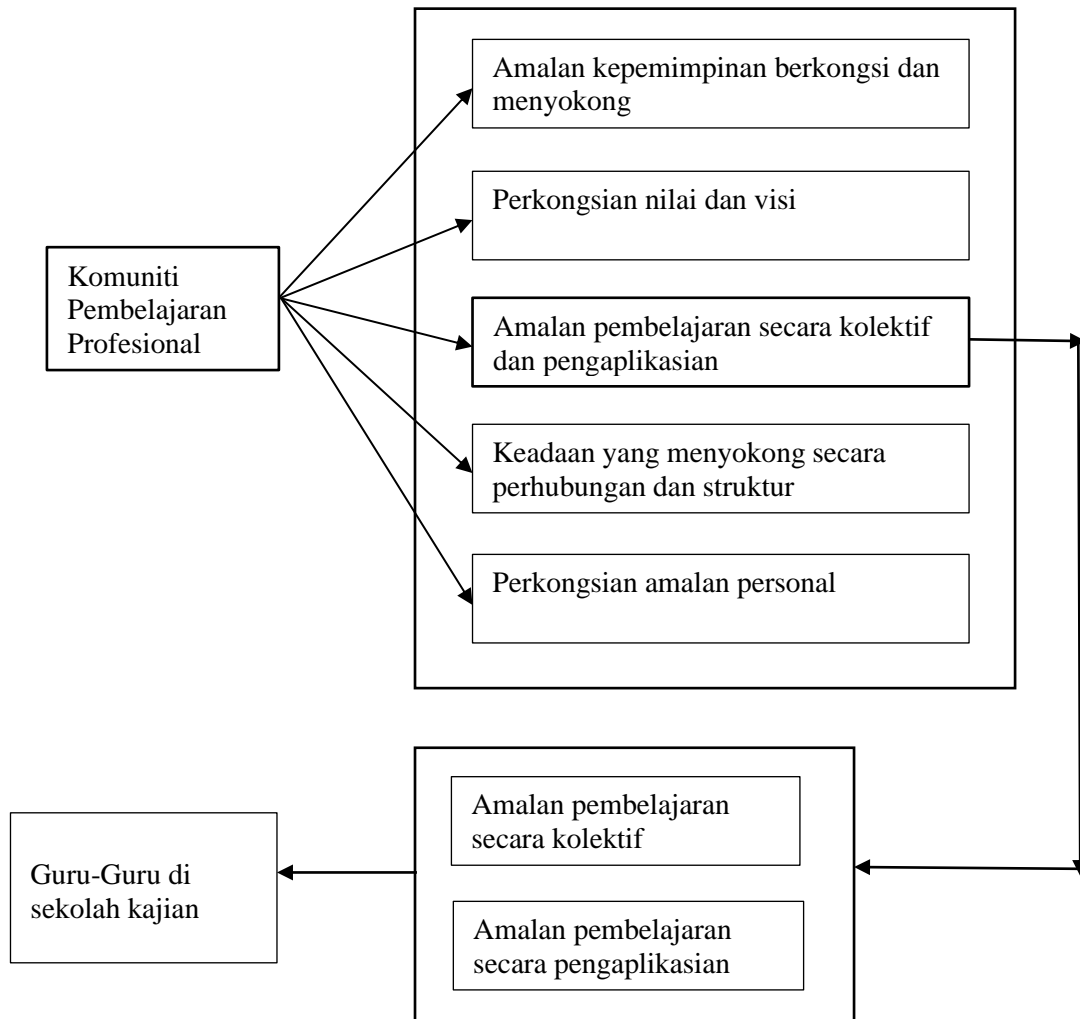 Amalan kepemimpinan berkongsi dan
menyokong
Perkongsian nilai dan visi
Komuniti
Pembelajaran
Profesional
Amalan pembelajaran secara kolektif
dan pengaplikasian
Keadaan yang menyokong secara
perhubungan dan struktur
Perkongsian amalan personal
Amalan pembelajaran
secara kolektif
Guru-Guru di
sekolah kajian
Amalan pembelajaran
secara pengaplikasian